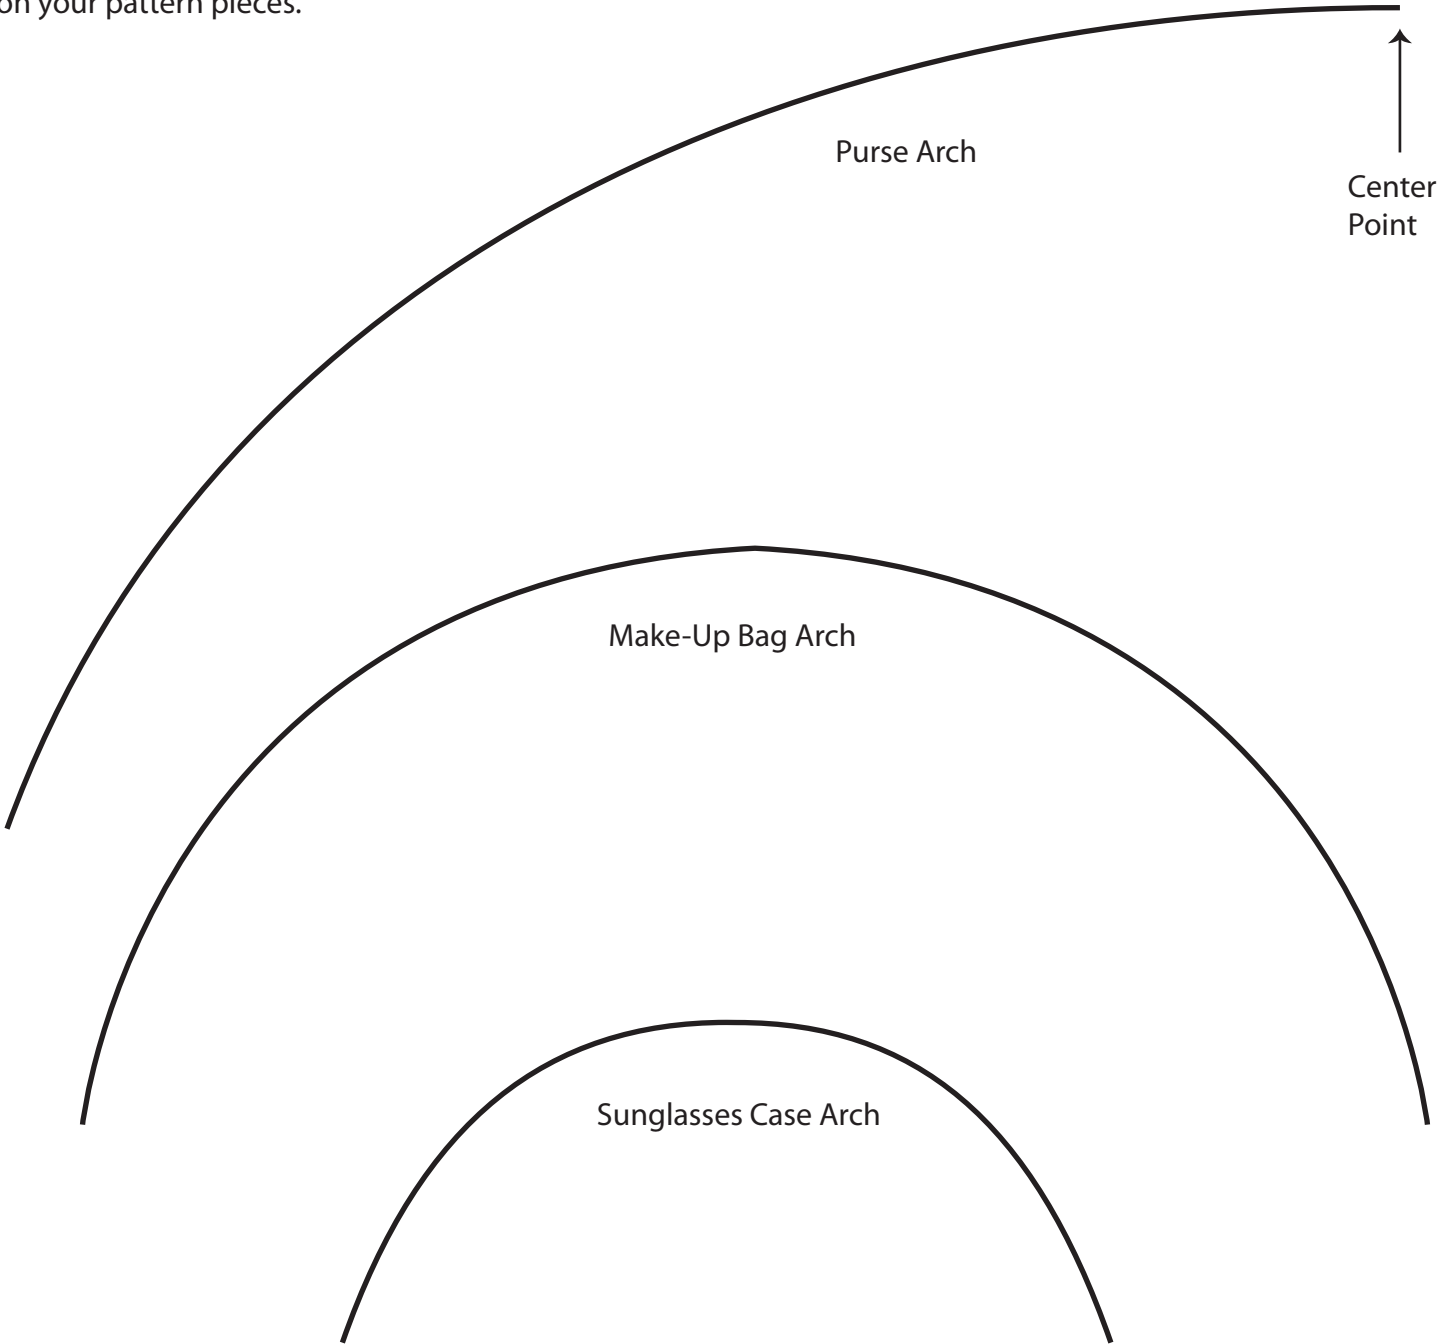 on your pattern pieces.
Purse Arch
Center
Point
Make-Up Bag Arch
Sunglasses Case Arch